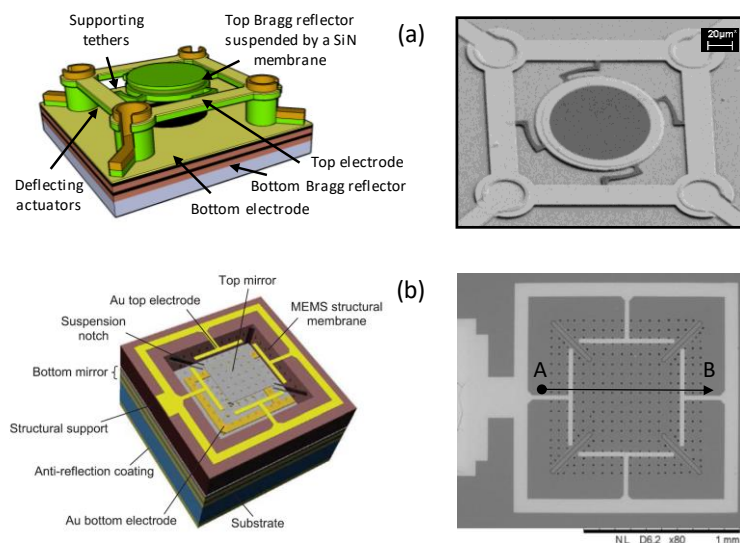 Supporting
tethers
Top Bragg reflector
suspended by a SiN
membrane
(a)
20µm*
Deflecting
actuators
Bottom electrode
Bottom Bragg reflector
Top electrode
(b)
Top mirror
Au top electrode
MEMS structural
membrane
Suspension
notch
Bottom mirror
Structural support
Anti-reflection coating
Au bottom electrode
Substrate
A
B
NL D6.2 x80 1 mm